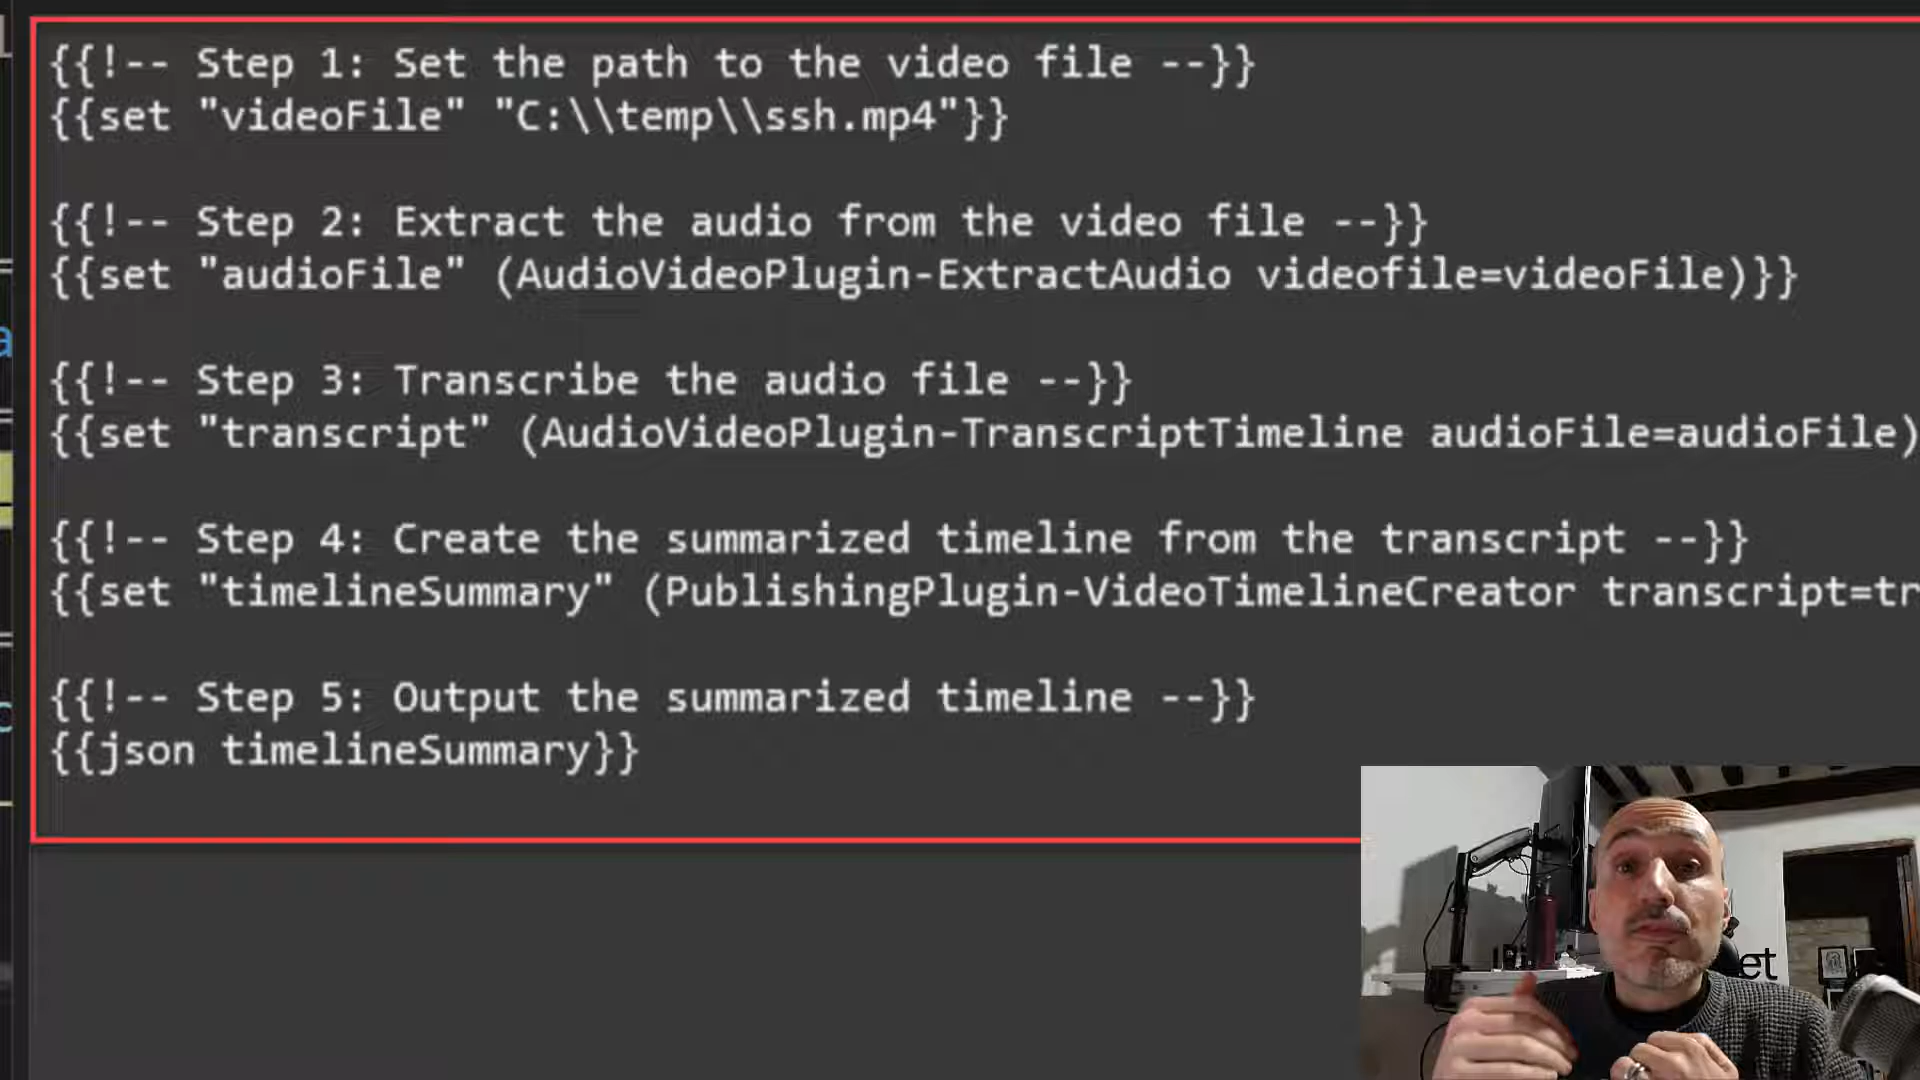 {{!-- Step 1: Set the path to the video file --}}
{{set "videoFile" "C:\\temp\\ssh.mp4"}}
{{!-- Step 2: Extract the audio from the video file --}}
{{set "audioFile" (AudioVideoPlugin-ExtractAudio videofile=videoFile)}}
{{!-- Step 3: Transcribe the audio file --}}
{{set "transcript" (AudioVideoPlugin-TranscriptTimeline audioFile=audioFile)
{{!-- Step 4: Create the summarized timeline from the transcript --}}
{{set "timelineSummary" (PublishingPlugin-VideoTimelineCreator transcript=tr
{{!-- Step 5: Output the summarized timeline --}}
{{json timelineSummary}}
et